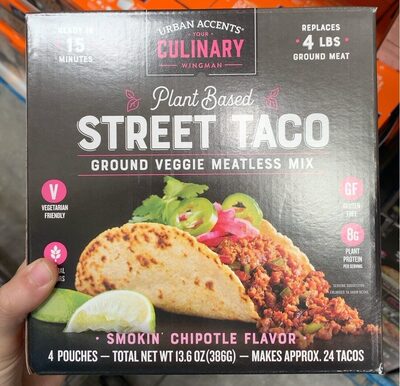 READY IN
15
MINUTES
URBAN ACCENTS®
YOUR
CULINARY
WINGMAN
REPLACES
4 LBS
GROUND MEAT
Plant Based
STREET TACO
GROUND VEGGIE MEATLESS MIX
V
VEGETARIAN
FRIENDLY
GF
GLUTEN
FREE
8g
PLANT
PROTEIN
PER SERVING
SMOKIN' CHIPOTLE FLAVOR
4 POUCHES — TOTAL NET WT 13.6 OZ (386G) — MAKES APPROX. 24 TACOS